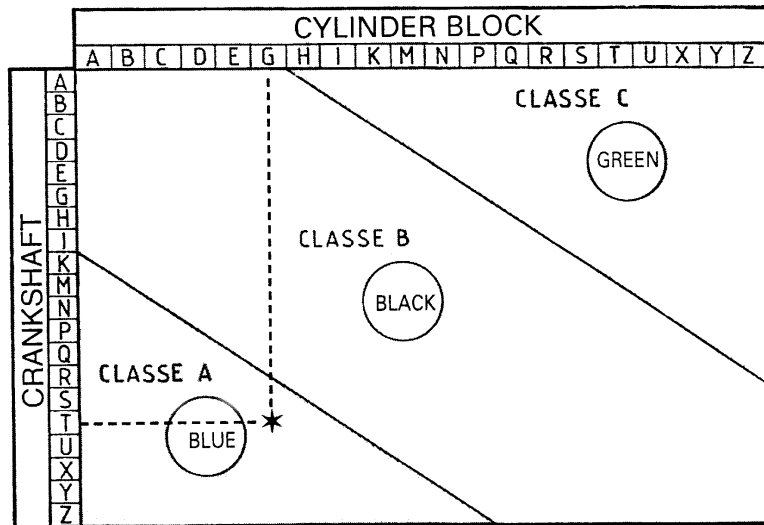 CYLINDER BLOCK
A B C D E G H I K M N P Q R S T U X Y Z
CRANKSHAFT
A
B
C
D
E
G
H
I
K
M
N
P
Q
R
S
T
U
X
Y
Z
CLASSE C
GREEN
CLASSE B
BLACK
CLASSE A
BLUE